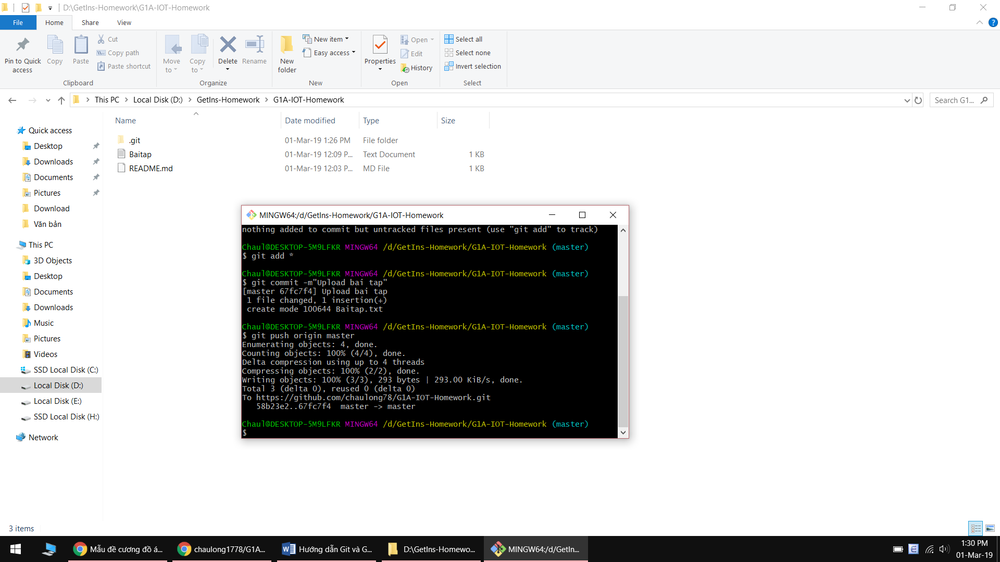 D:\GetIns-Homework\G1A-IOT-Homework
File
Home
Share
View
Pin to Quick access
Copy
Paste
Cut
Copy path
Paste shortcut
Clipboard
Move to
Copy to
Delete
Rename
Organize
New folder
New item
Easy access
New
Properties
Open
Edit
History
Open
Select all
Select none
Invert selection
Select
This PC > Local Disk (D:) > GetIns-Homework > G1A-IOT-Homework
Search G1...
Name Date modified Type Size
.git 01-Mar-19 1:26 PM File folder
Baitap 01-Mar-19 12:09 P... Text Document 1 KB
README.md 01-Mar-19 12:03 P... MD File 1 KB
Quick access
Desktop
Downloads
Documents
Pictures
Download
Văn bản
This PC
3D Objects
Desktop
Documents
Downloads
Music
Pictures
Videos
SSD Local Disk (C:)
Local Disk (D:)
Local Disk (E:)
SSD Local Disk (H:)
Network
MINGW64:/d/GetIns-Homework/G1A-IOT-Homework
nothing added to commit but untracked files present (use "git add" to track)
Chaul@DESKTOP-5M9LFKR MINGW64 /d/GetIns-Homework/G1A-IOT-Homework (master)
$ git add *
Chaul@DESKTOP-5M9LFKR MINGW64 /d/GetIns-Homework/G1A-IOT-Homework (master)
$ git commit -m"Upload bai tap"
[master 67fc7f4] Upload bai tap
1 file changed, 1 insertion(+)
create mode 100644 Baitap.txt
Chaul@DESKTOP-5M9LFKR MINGW64 /d/GetIns-Homework/G1A-IOT-Homework (master)
$ git push origin master
Enumerating objects: 4, done.
Counting objects: 100% (4/4), done.
Delta compression using up to 4 threads
Compressing objects: 100% (2/2), done.
Writing objects: 100% (3/3), 293 bytes | 293.00 KiB/s, done.
Total 3 (delta 0), reused 0 (delta 0)
To https://github.com/chaulong78/G1A-IOT-Homework.git
58b23e2..67fc7f4 master -> master
Chaul@DESKTOP-5M9LFKR MINGW64 /d/GetIns-Homework/G1A-IOT-Homework (master)
$
3 items
Mẫu đề cương đồ á...
chaulong1778/G1A...
Hướng dẫn Git và G...
D:\GetIns-Homewo...
MINGW64:/d/GetIn...
1:30 PM
01-Mar-19